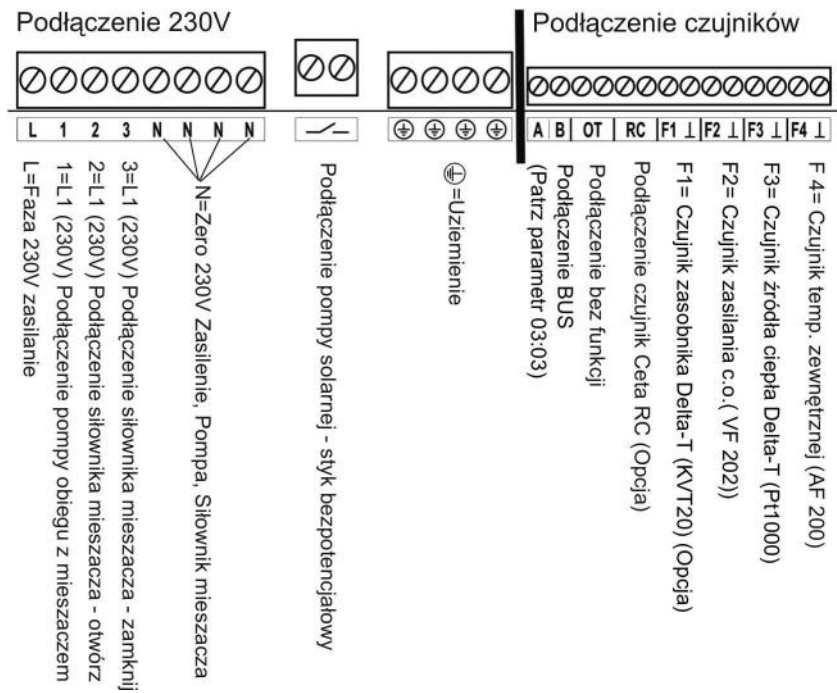 Podłączenie 230V
Podłączenie czujników
L 1 2 3 N N N N
A B OT RC F1 ⊥ F2 ⊥ F3 ⊥ F4 ⊥
L=Faza 230V zasilanie
1=L1 (230V) Podłączenie pompy obiegu z mieszaczem
2=L1 (230V) Podłączenie siłownika mieszacza - otwórz
3=L1 (230V) Podłączenie siłownika mieszacza - zamknij
N=Zero 230V Zasilenie, Pompa, Siłownik mieszacza
Podłączenie pompy solarnej - styk bezpotencjałowy
=Uziemienie
(Patrz parametr 03:03)
Podłączenie BUS
Podłączenie bez funkcji
Podłączenie czujnik Ceta RC (Opcja)
F1= Czujnik zasobnika Delta-T (KVT20) (Opcja)
F2= Czujnik zasilania c.o.( VF 202))
F3= Czujnik źródła ciepła Delta-T (Pt1000)
F 4= Czujnik temp. zewnętrznej (AF 200)